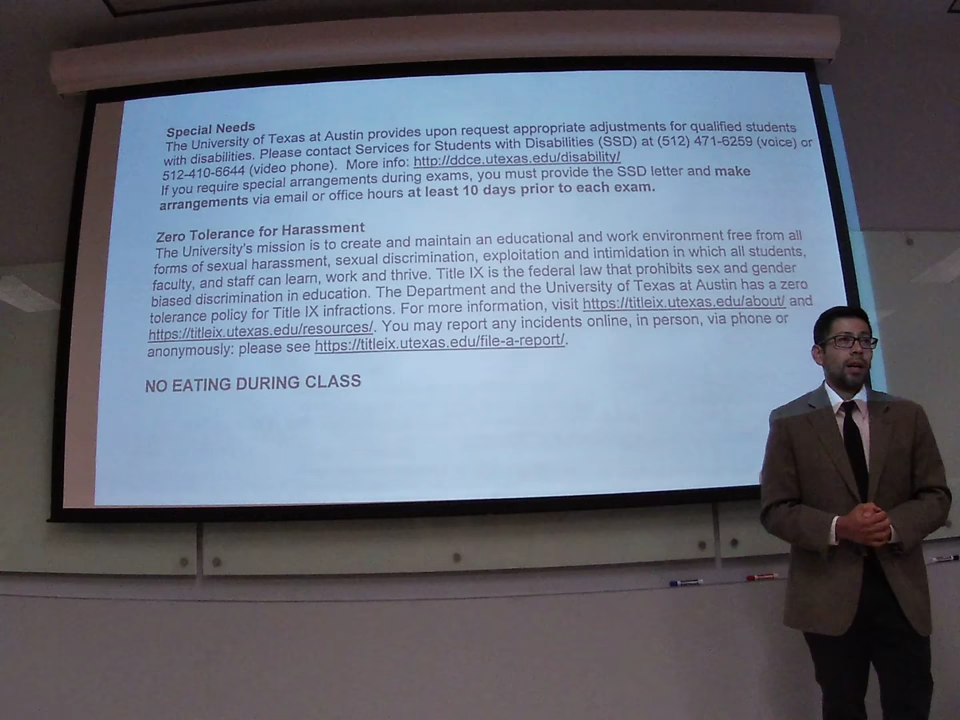 Special Needs
The University of Texas at Austin provides upon request appropriate adjustments for qualified students
with disabilities. Please contact Services for Students with Disabilities (SSD) at (512) 471-6259 (voice) or
512-410-6644 (video phone). More info: http://ddce.utexas.edu/disability/
If you require special arrangements during exams, you must provide the SSD letter and make
arrangements via email or office hours at least 10 days prior to each exam.
Zero Tolerance for Harassment
The University's mission is to create and maintain an educational and work environment free from all
forms of sexual harassment, sexual discrimination, exploitation and intimidation in which all students,
faculty, and staff can learn, work and thrive. Title IX is the federal law that prohibits sex and gender
biased discrimination in education. The Department and the University of Texas at Austin has a zero
tolerance policy for Title IX infractions. For more information, visit https://titleix.utexas.edu/about/ and
https://titleix.utexas.edu/resources/. You may report any incidents online, in person, via phone or
anonymously: please see https://titleix.utexas.edu/file-a-report/.
NO EATING DURING CLASS